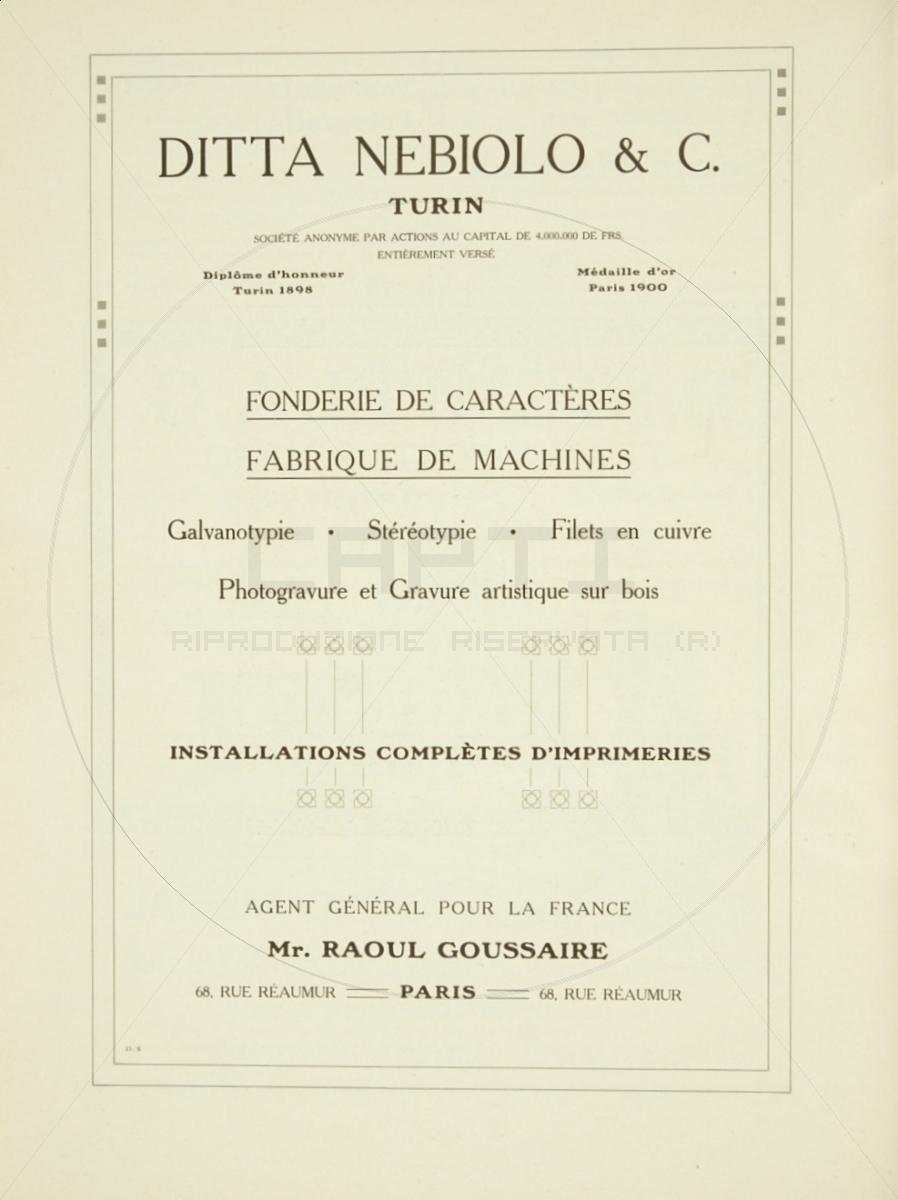 DITTA NEBIOLO & C.
TURIN
SOCIÉTÉ ANONYME PAR ACTIONS AU CAPITAL DE 4.000.000 DE FRS.
ENTIÈREMENT VERSÉ
Diplôme d'honneur
Turin 1898
Médaille d'or
Paris 1900
FONDERIE DE CARACTÈRES
FABRIQUE DE MACHINES
Galvanotypie • Stéréotypie • Filets en cuivre
CAPTI
Photogravure et Gravure artistique sur bois
RIPRODUZIONE RISERVATA (R)
INSTALLATIONS COMPLÈTES D'IMPRIMERIES
AGENT GÉNÉRAL POUR LA FRANCE
Mr. RAOUL GOUSSAIRE
68, RUE RÉAUMUR PARIS 68, RUE RÉAUMUR